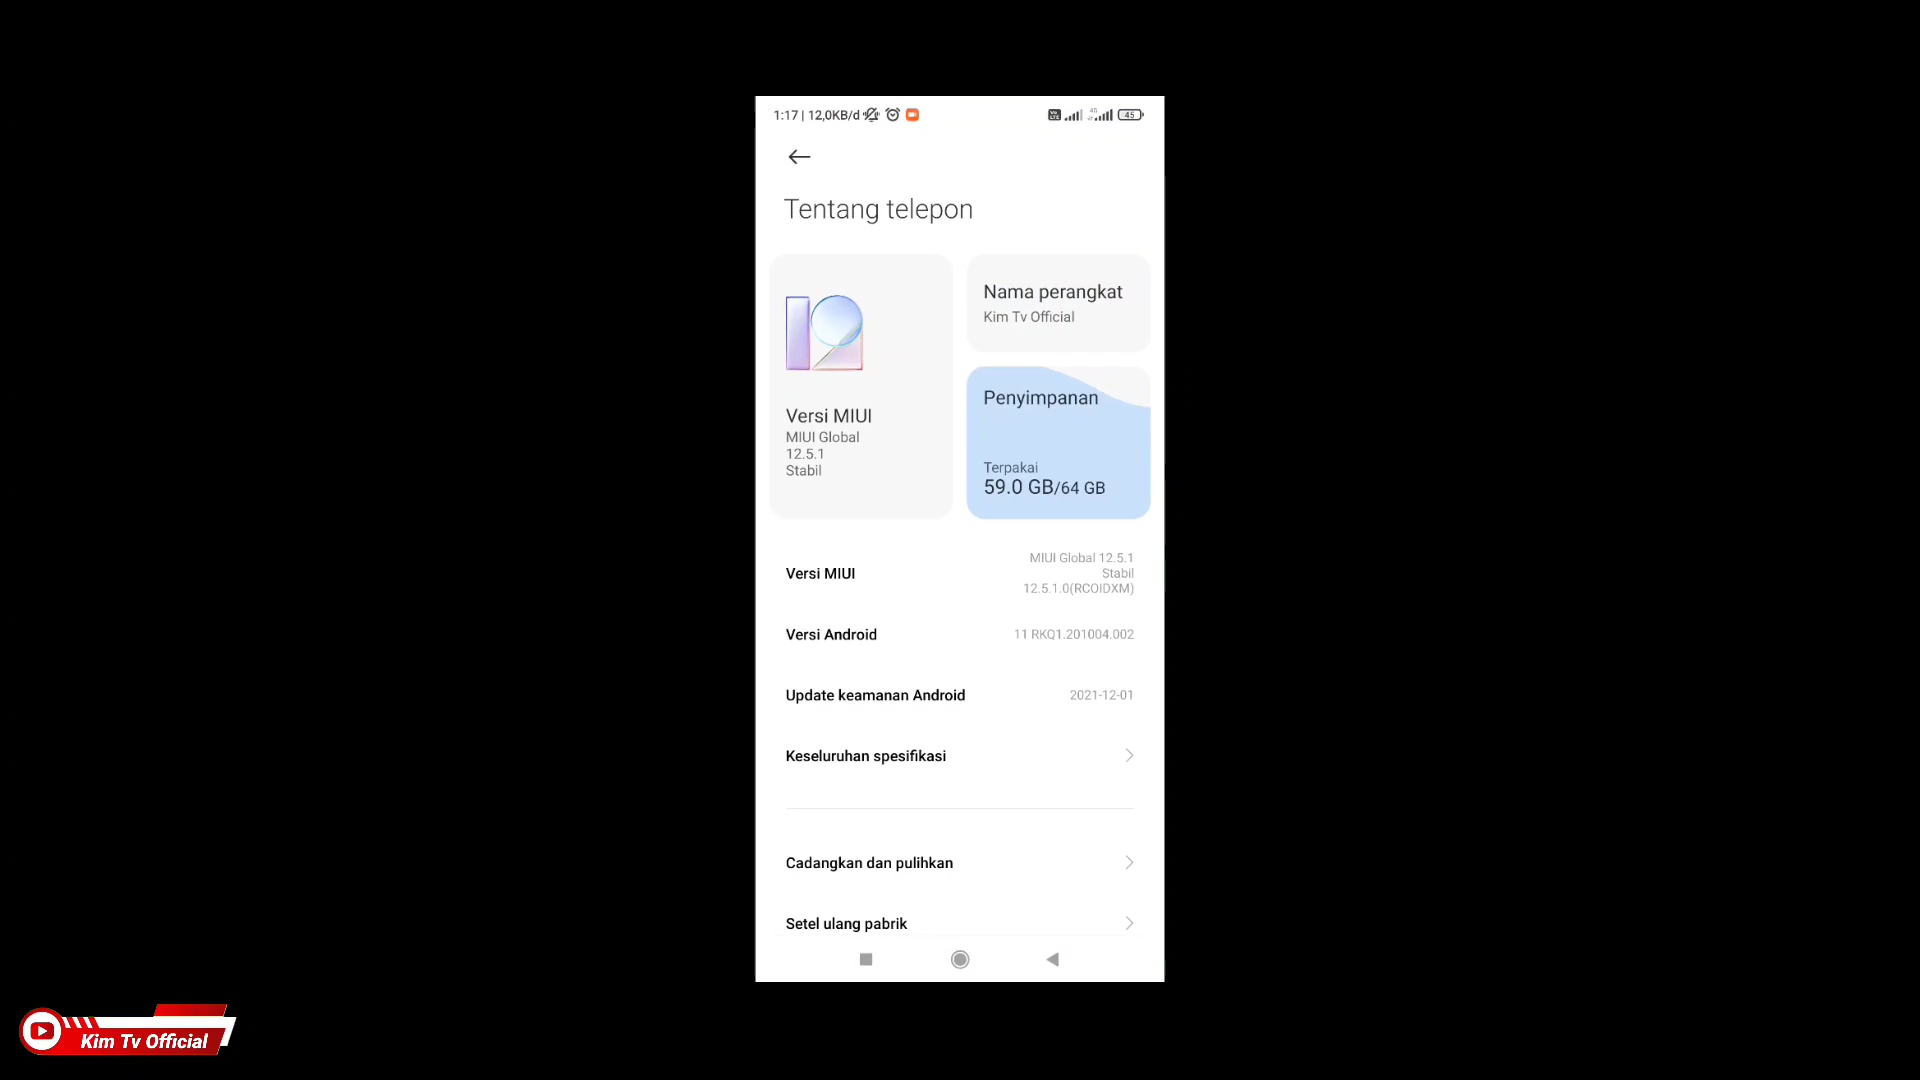 1:17 | 12,0KB/d
45
Tentang telepon
Versi MIUI
MIUI Global
12.5.1
Stabil
Nama perangkat
Kim Tv Official
Penyimpanan
Terpakai
59.0 GB/64 GB
Versi MIUI
MIUI Global 12.5.1
Stabil
12.5.1.0(RCOIDXM)
Versi Android
11 RKQ1.201004.002
Update keamanan Android
2021-12-01
Keseluruhan spesifikasi
Cadangkan dan pulihkan
Setel ulang pabrik
Kim Tv Official